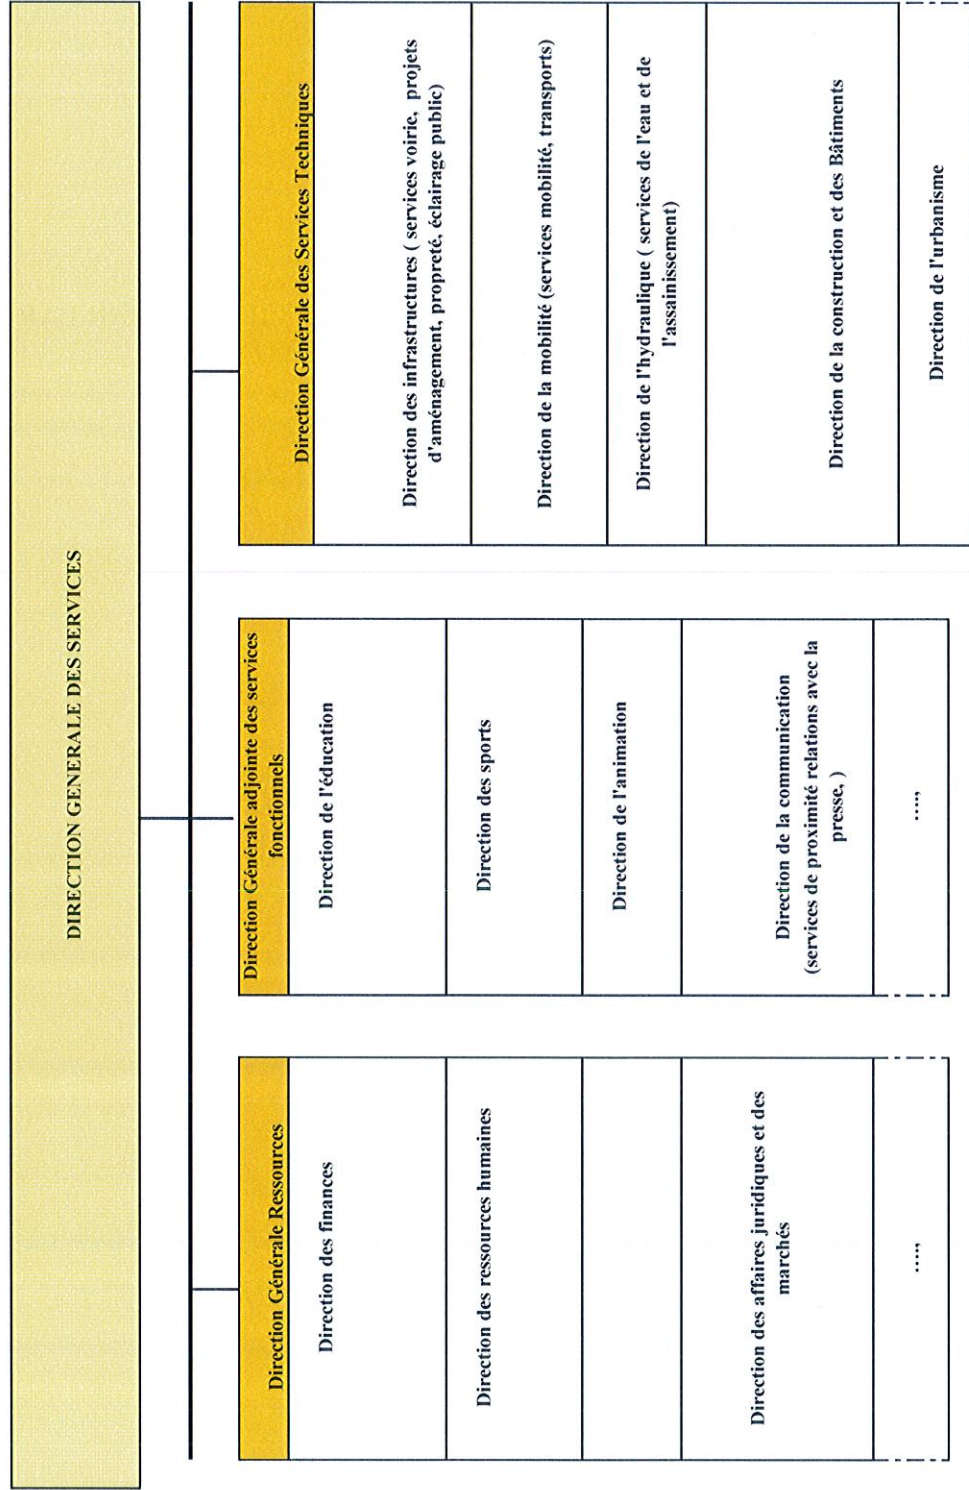 DIRECTION GENERALE DES SERVICES
Direction Générale Ressources
Direction des finances
Direction des ressources humaines
Direction des affaires juridiques et des
marchés
....,
Direction Générale adjointe des services
fonctionnels
Direction de l'éducation
Direction des sports
Direction de l'animation
Direction de la communication
(services de proximité relations avec la
presse, )
....,
Direction Générale des Services Techniques
Direction des infrastructures ( services voirie, projets
d'aménagement, propreté, éclairage public)
Direction de la mobilité (services mobilité, transports)
Direction de l'hydraulique ( services de l'eau et de
l'assainissement)
Direction de la construction et des Bâtiments
Direction de l'urbanisme